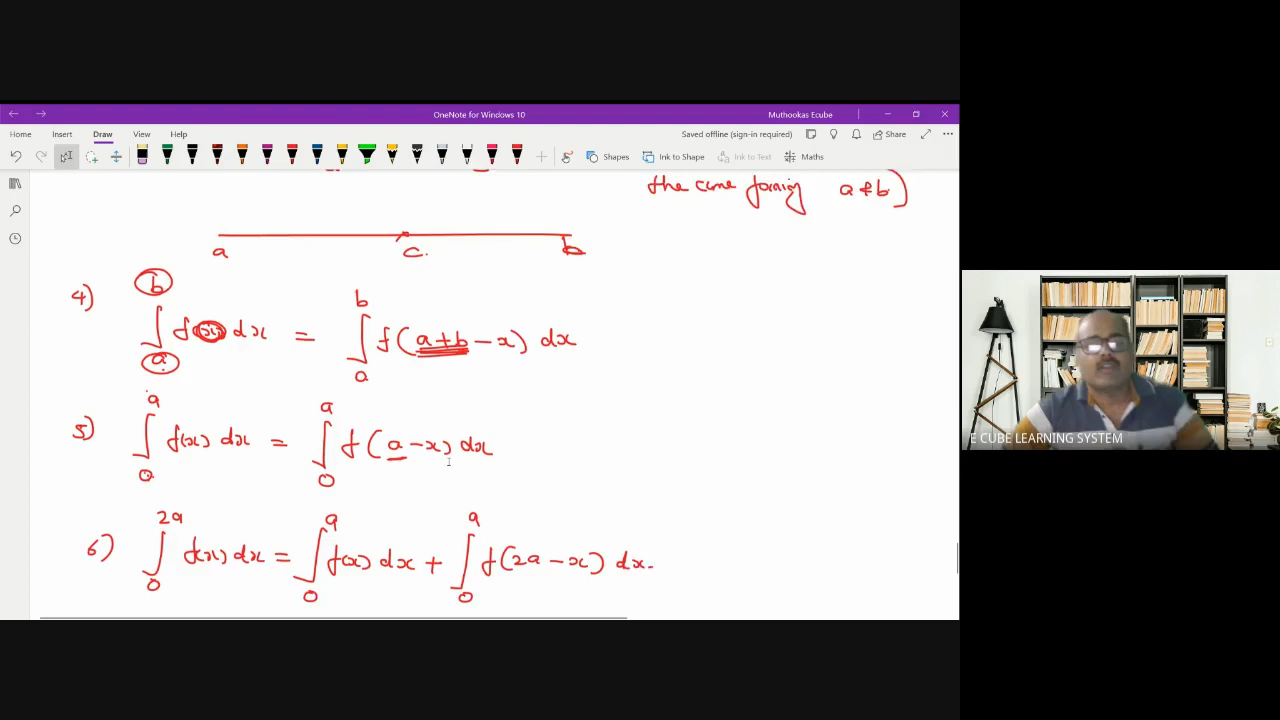 OneNote for Windows 10
Muthookas Ecube
Home Insert Draw View Help
Saved offline (sign-in required) Share
Shapes Ink to Shape Ink to Text Maths
the curve forming a & b)
a c. b
4) ∫_a^b f(x) dx = ∫_a^b f(a+b-x) dx
5) ∫_0^a f(x) dx = ∫_0^a f(a-x) dx
6) ∫_0^{2a} f(x) dx = ∫_0^a f(x) dx + ∫_0^a f(2a-x) dx.
E CUBE LEARNING SYSTEM